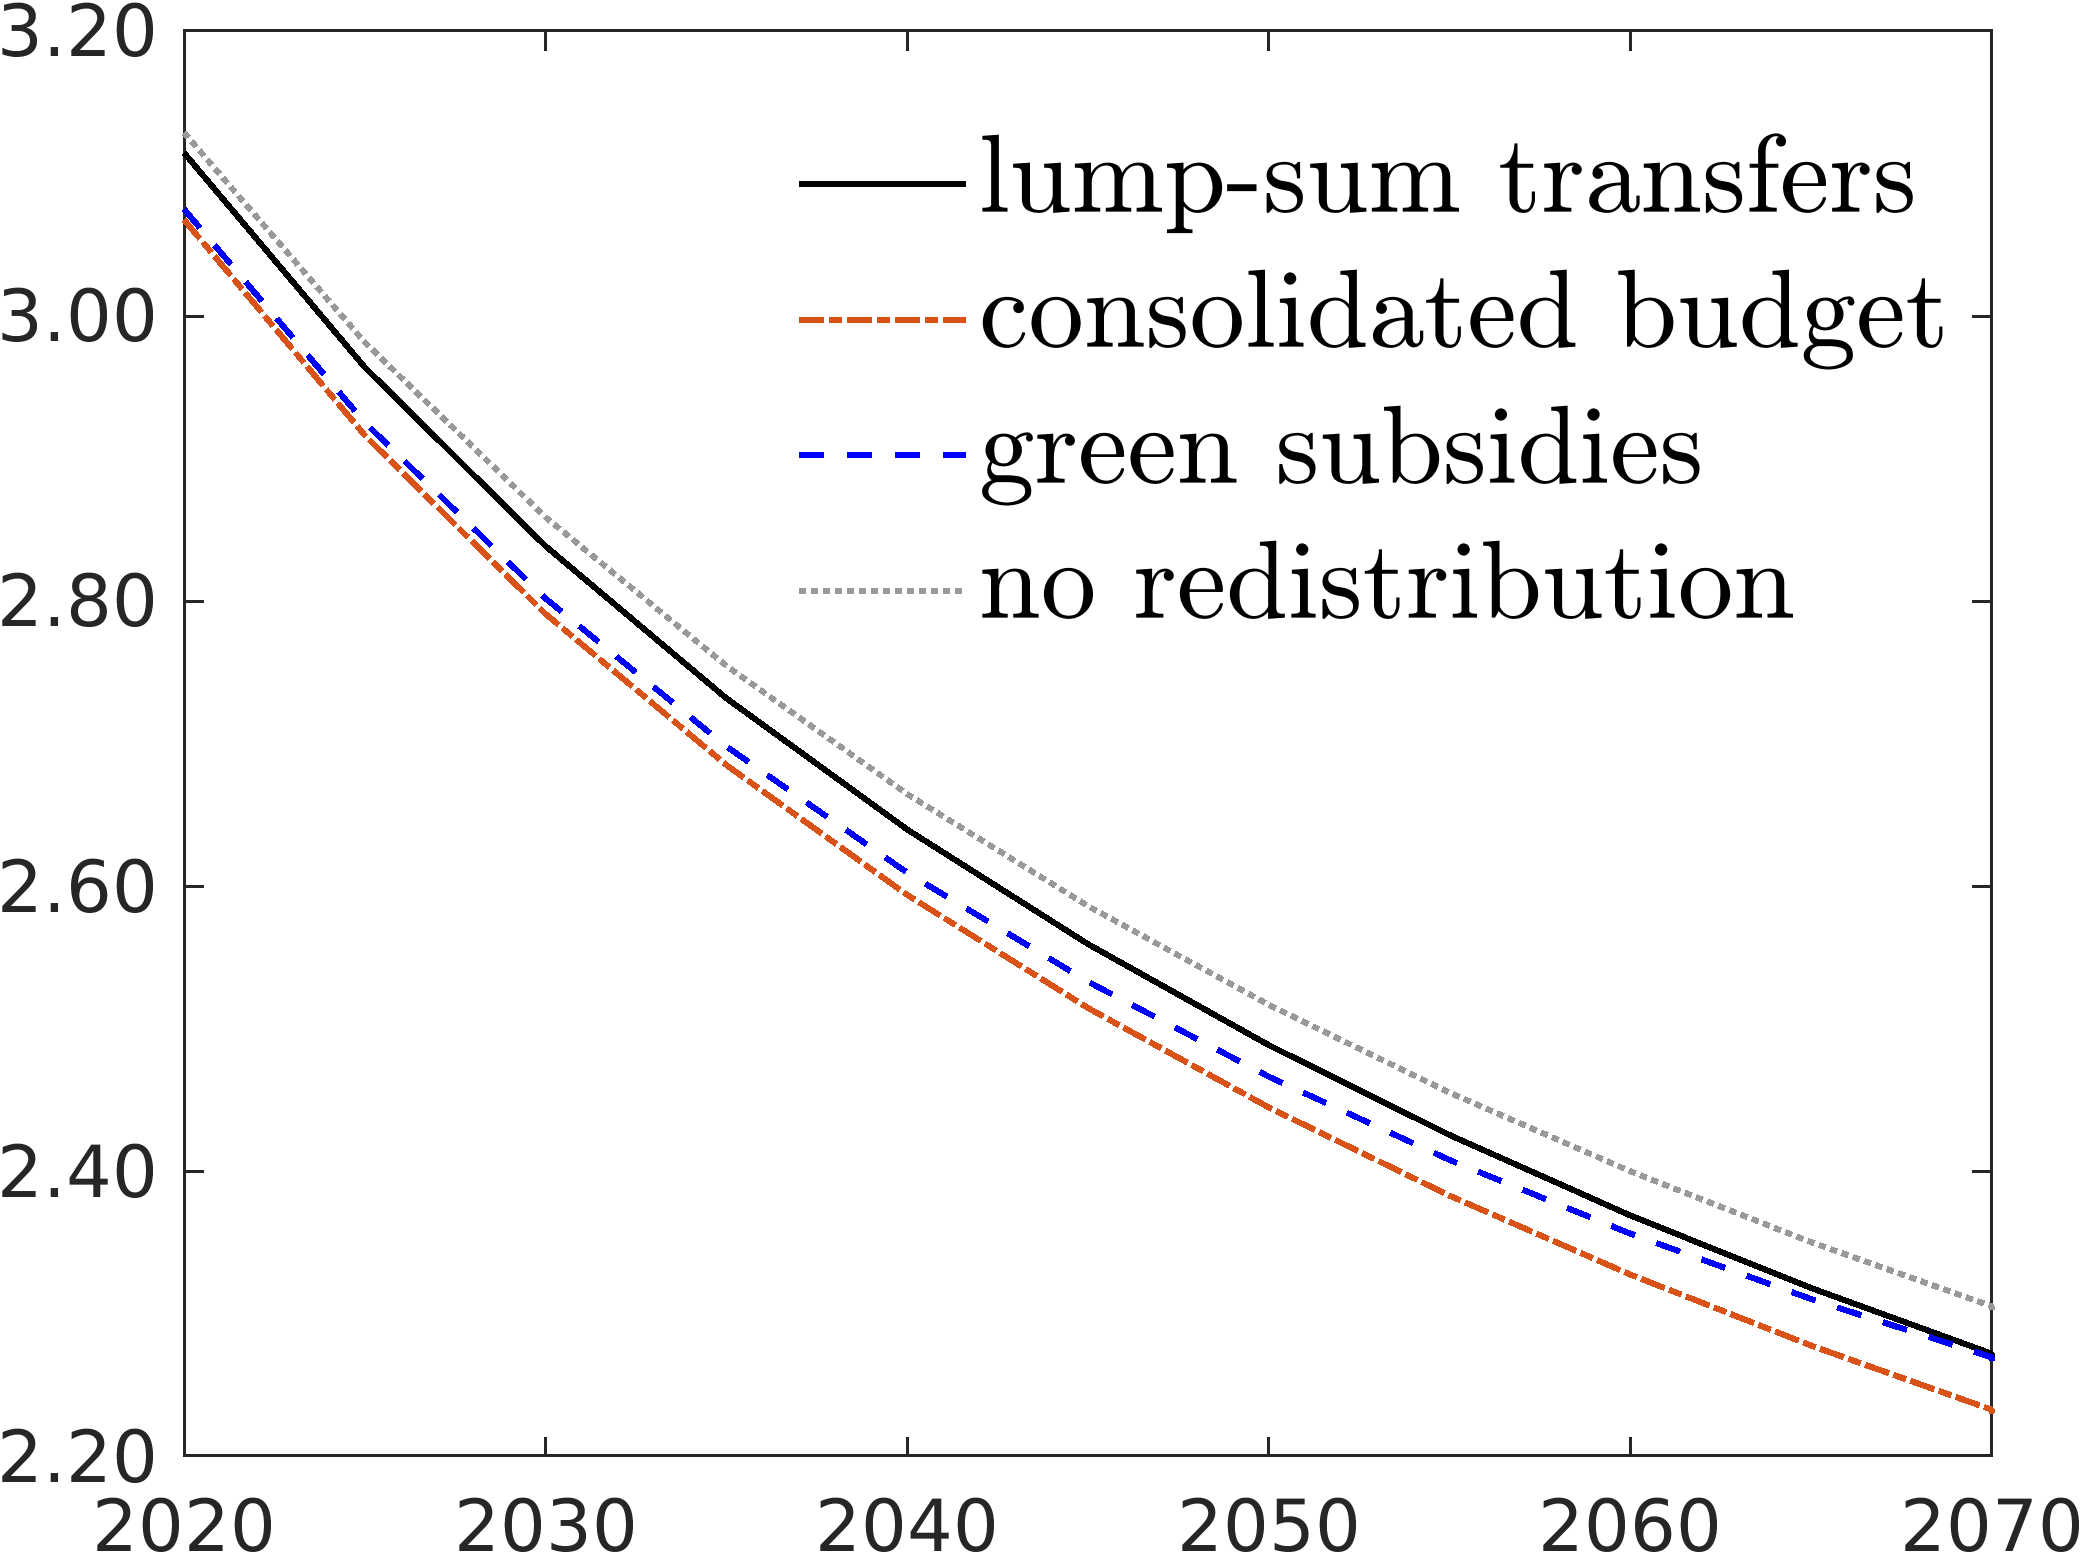 3.20
3.00
2.80
2.60
2.40
2.20
2020 2030 2040 2050 2060 2070
lump-sum transfers
consolidated budget
green subsidies
no redistribution